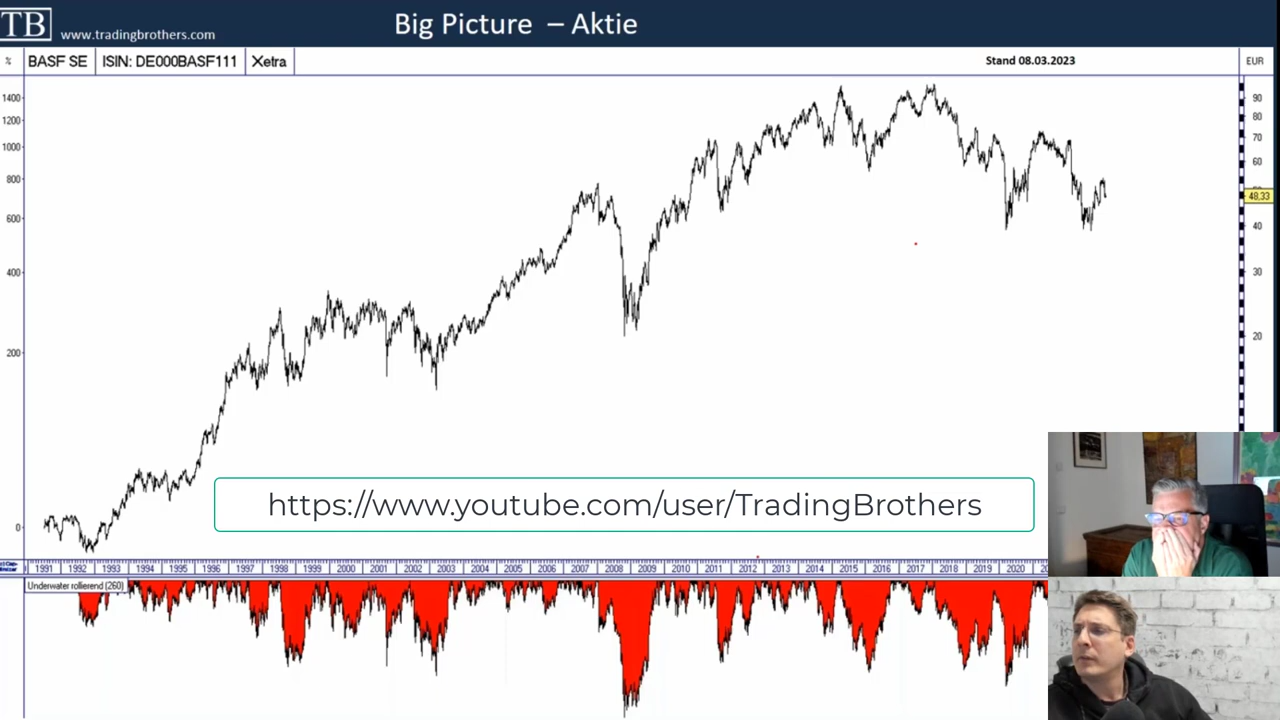 TB
www.tradingbrothers.com
Big Picture – Aktie
% BASF SE ISIN: DE000BASF111 Xetra Stand 08.03.2023 EUR
1400
1200
1000
800
600
400
200
0
90
80
70
60
48,33
40
30
20
https://www.youtube.com/user/TradingBrothers
1991 1992 1993 1994 1995 1996 1997 1998 1999 2000 2001 2002 2003 2004 2005 2006 2007 2008 2009 2010 2011 2012 2013 2014 2015 2016 2017 2018 2019 2020
Underwater rollierend (260)